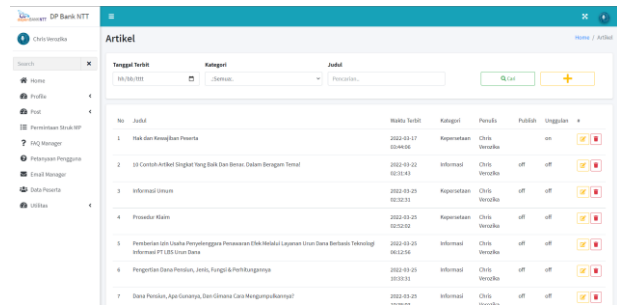 DP Bank NTT
Chris Verozika
Search
Home
Profile
Post
Permintaan Struk MP
FAQ Manager
Pelanyaan Pengguna
Email Manager
Data Peserta
Utilitas
Artikel
Home / Artikel
Tanggal Terbit
Kategori
Judul
hh/bb/tttt
..:Semua:..
Pencarian..
Cari
No Judul Waktu Terbit Kategori Penulis Publish Unggulan #
1 Hak dan Kewajiban Peserta 2022-03-17 Kepersetaan Chris on
03:44:06 Verozika
2 10 Contoh Artikel Singkat Yang Baik Dan Benar. Dalam Beragam Tema! 2022-03-22 Informasi Chris off off
02:31:43 Verozika
3 Informasi Umum 2022-03-25 Kepersetaan Chris off off
02:32:31 Verozika
4 Prosedur Klaim 2022-03-25 Kepersetaan Chris off off
02:52:02 Verozika
5 Pemberian Izin Usaha Penyelenggara Penawaran Efek Melalui Layanan Urun Dana Berbasis Teknologi 2022-03-25 Informasi Chris off off
Informasi PT LBS Urun Dana 06:12:56 Verozika
6 Pengertian Dana Pensiun, Jenis, Fungsi & Perhitungannya 2022-03-25 Informasi Chris off off
10:33:31 Verozika
7 Dana Pensiun, Apa Gunanya, Dan Gimana Cara Mengumpulkannya? 2022-03-25 Informasi Chris off off
Verozika